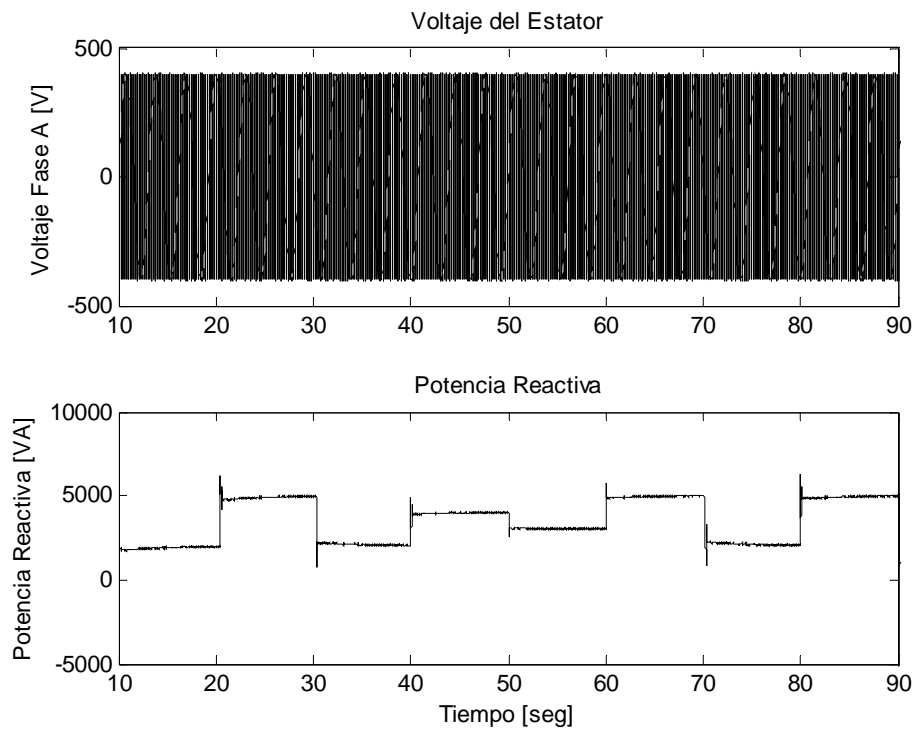 Voltaje del Estator
500
0
-500
Voltaje Fase A [V]
10 20 30 40 50 60 70 80 90
Potencia Reactiva
10000
5000
0
-5000
Potencia Reactiva [VA]
10 20 30 40 50 60 70 80 90
Tiempo [seg]